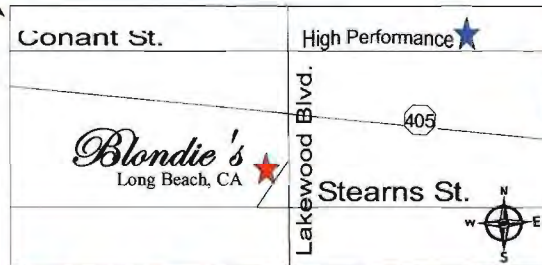 Conant St.
High Performance
Lakewood Blvd.
405
Blondie's
Long Beach, CA
Stearns St.
N
W
E
S